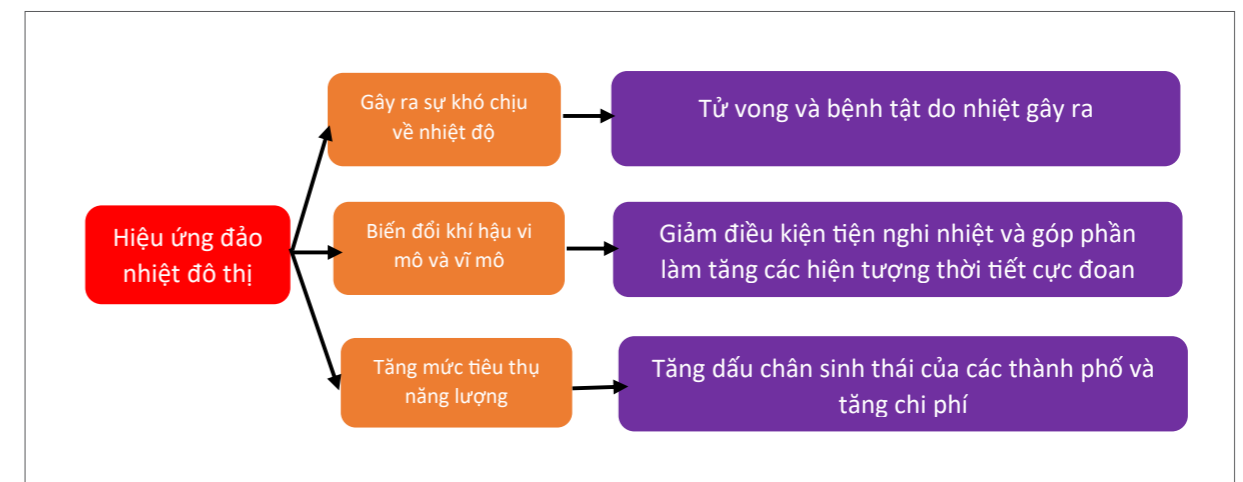 Gây ra sự khó chịu
về nhiệt độ
Tử vong và bệnh tật do nhiệt gây ra
Hiệu ứng đảo
nhiệt đô thị
Biến đổi khí hậu vi
mô và vĩ mô
Giảm điều kiện tiện nghi nhiệt và góp phần
làm tăng các hiện tượng thời tiết cực đoan
Tăng mức tiêu thụ
năng lượng
Tăng dấu chân sinh thái của các thành phố và
tăng chi phí